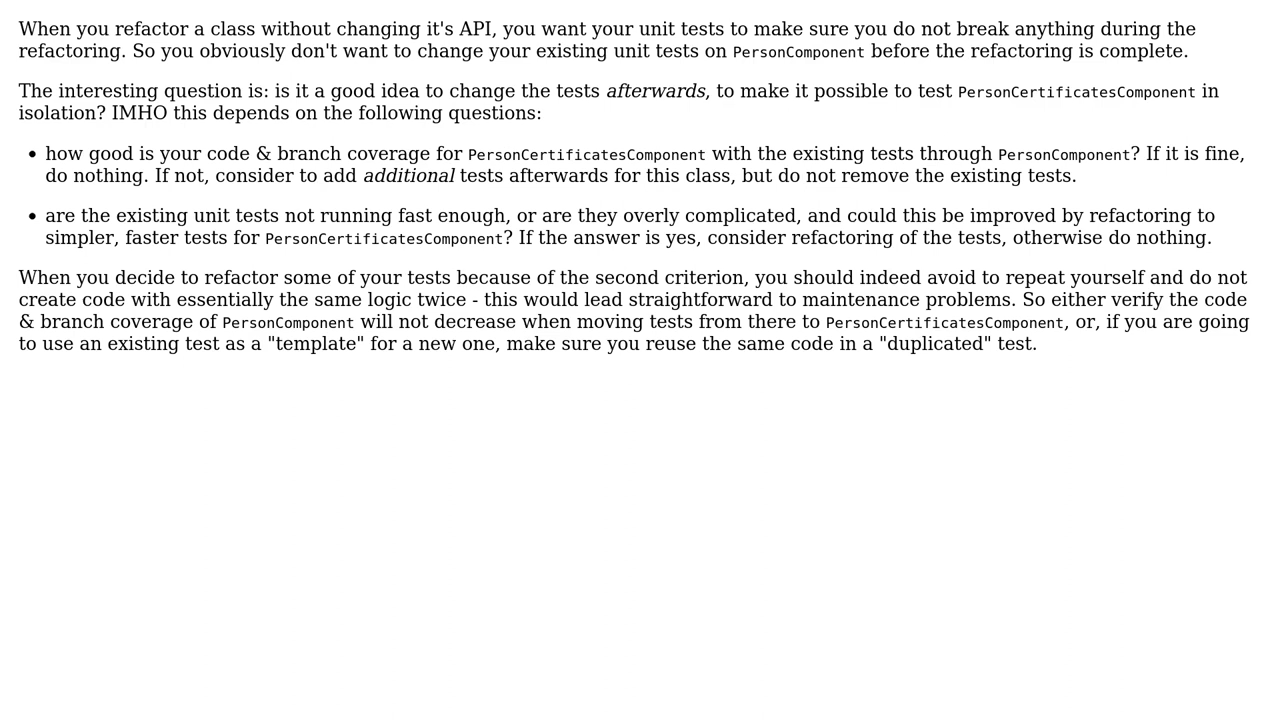 When you refactor a class without changing it's API, you want your unit tests to make sure you do not break anything during the
refactoring. So you obviously don't want to change your existing unit tests on PersonComponent before the refactoring is complete.
The interesting question is: is it a good idea to change the tests afterwards, to make it possible to test PersonCertificatesComponent in
isolation? IMHO this depends on the following questions:
• how good is your code & branch coverage for PersonCertificatesComponent with the existing tests through PersonComponent? If it is fine,
do nothing. If not, consider to add additional tests afterwards for this class, but do not remove the existing tests.
• are the existing unit tests not running fast enough, or are they overly complicated, and could this be improved by refactoring to
simpler, faster tests for PersonCertificatesComponent? If the answer is yes, consider refactoring of the tests, otherwise do nothing.
When you decide to refactor some of your tests because of the second criterion, you should indeed avoid to repeat yourself and do not
create code with essentially the same logic twice - this would lead straightforward to maintenance problems. So either verify the code
& branch coverage of PersonComponent will not decrease when moving tests from there to PersonCertificatesComponent, or, if you are going
to use an existing test as a "template" for a new one, make sure you reuse the same code in a "duplicated" test.